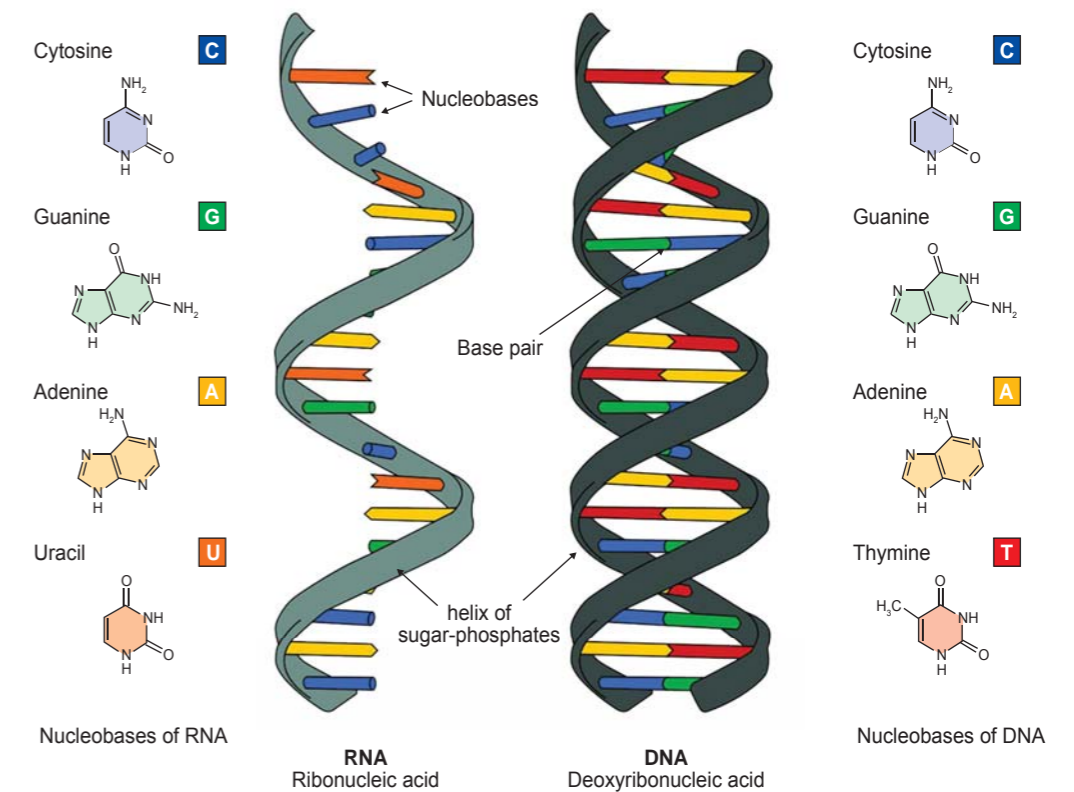 Cytosine C
NH₂
N
N
H
O
Guanine G
O
NH
N
N
H
N
NH₂
Adenine A
H₂N
N
N
N
H
N
Uracil U
O
NH
N
H
O
Nucleobases of RNA
Nucleobases
Base pair
helix of
sugar-phosphates
RNA
Ribonucleic acid
DNA
Deoxyribonucleic acid
Cytosine C
NH₂
N
N
H
O
Guanine G
O
NH
N
N
H
N
NH₂
Adenine A
H₂N
N
N
N
H
N
Thymine T
O
H₃C
NH
N
H
O
Nucleobases of DNA